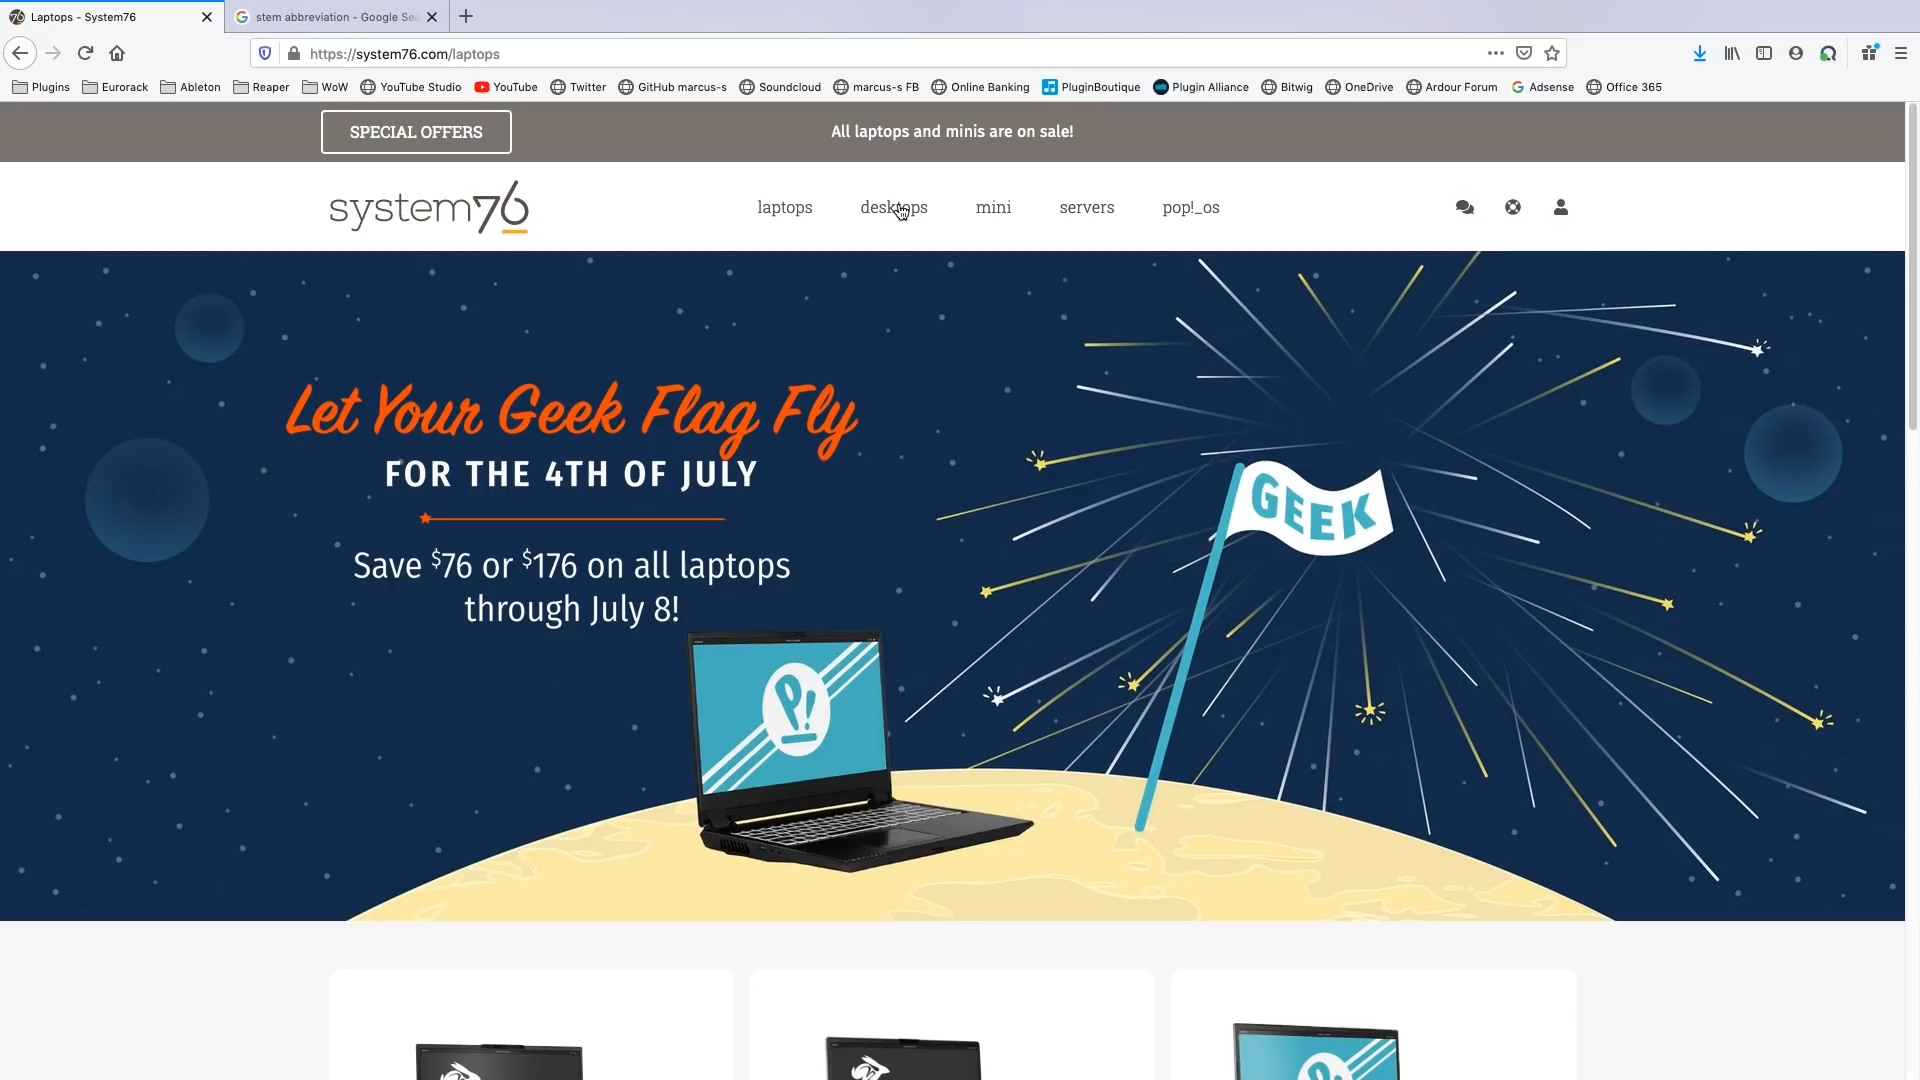 Laptops - System76
stem abbreviation - Google Sea
https://system76.com/laptops
Plugins Eurorack Ableton Reaper WoW YouTube Studio YouTube Twitter GitHub marcus-s Soundcloud marcus-s FB Online Banking PluginBoutique Plugin Alliance Bitwig OneDrive Ardour Forum Adsense Office 365
SPECIAL OFFERS
All laptops and minis are on sale!
system76
laptops desktops mini servers pop!_os
Let Your Geek Flag Fly
FOR THE 4TH OF JULY
Save $76 or $176 on all laptops
through July 8!
GEEK
P!